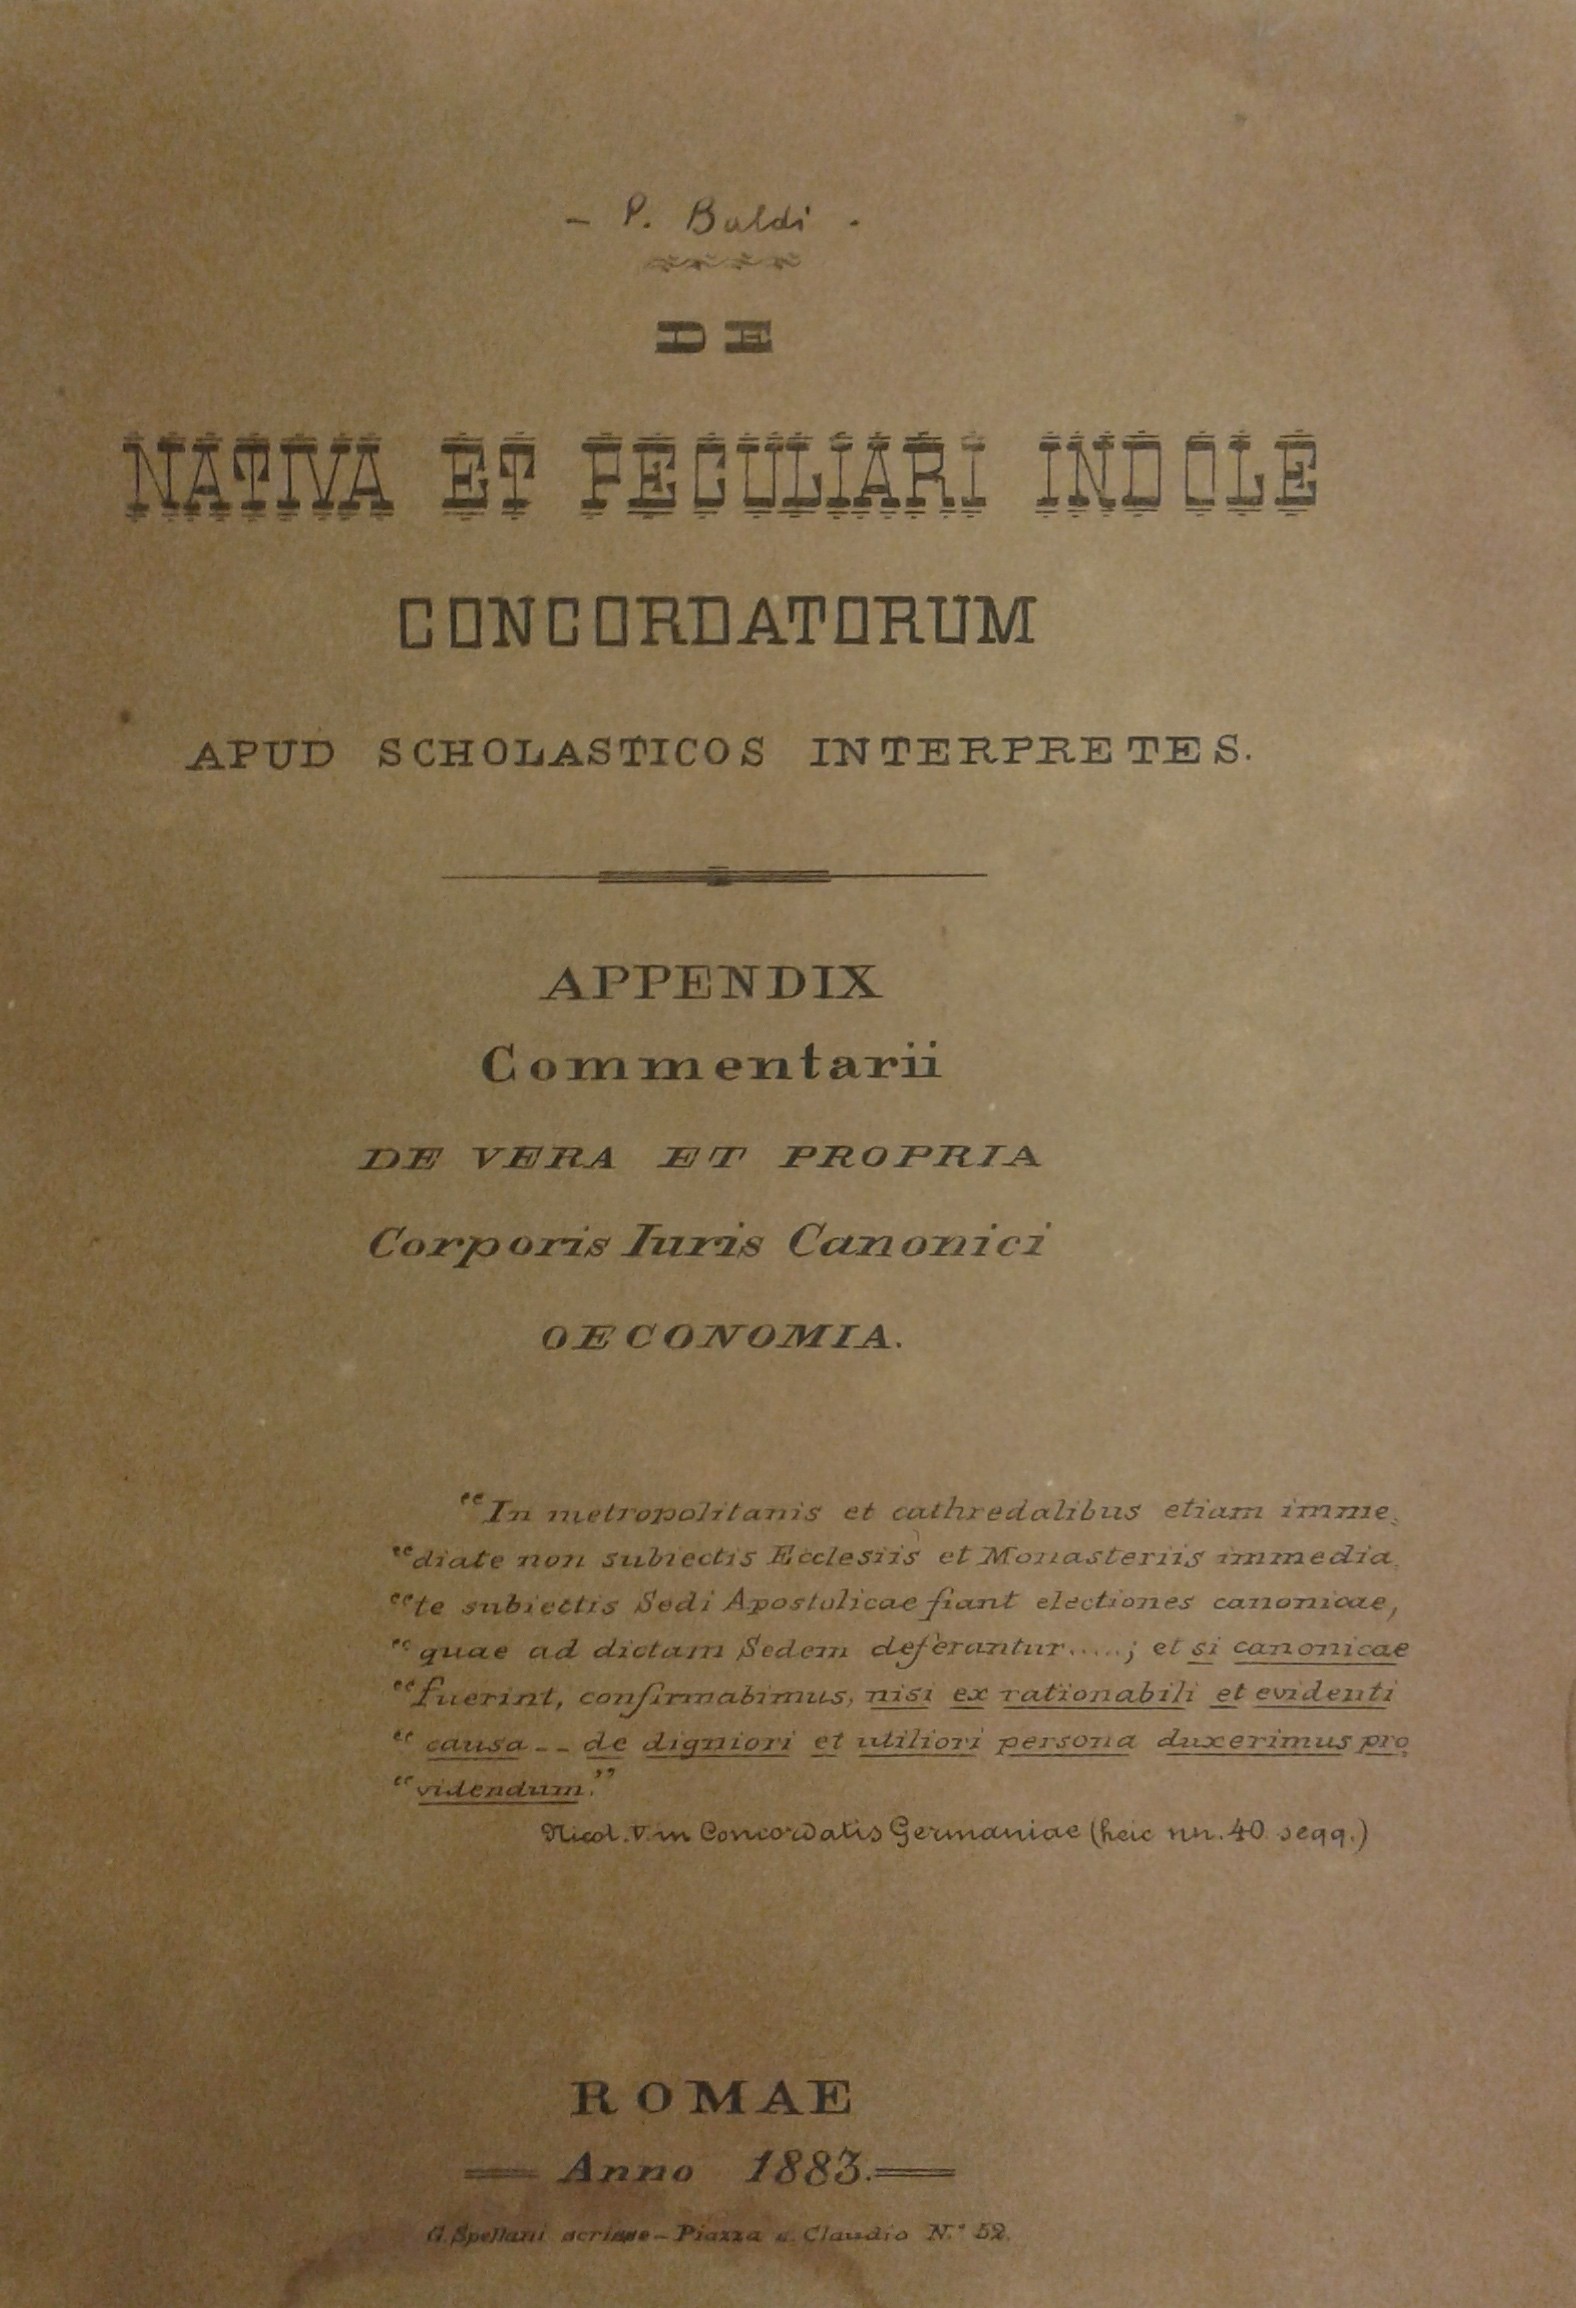 - P. Baldi -
DE
NATIVA ET PECULIARI INDOLE
CONCORDATORUM
APUD SCHOLASTICOS INTERPRETES.
APPENDIX
Commentarii
DE VERA ET PROPRIA
Corporis Iuris Canonici
OECONOMIA.
“In metropolitanis et cathredalibus etiam imme=
“diate non subiectis Ecclesiis et Monasteriis immedia=
“te subiectis Sedi Apostolicae fiant electiones canonicae,
“quae ad dictam Sedem deferantur.....; et si canonicae
“fuerint, confirmabimus, nisi ex rationabili et evidenti
“causa -- de digniori et utiliori persona duxerimus pro=
“videndum.”
Nicol. V. in Concordatis Germaniae (heic nn. 40 seqq.)
ROMAE
Anno 1883.
G. Spellani scrisse - Piazza S. Claudio N.° 52.